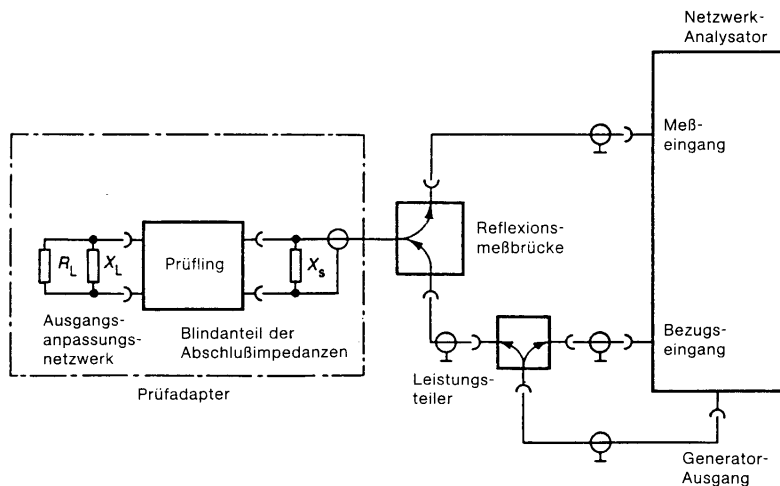 Netzwerk-
Analysator
Meß-
eingang
Reflexions-
meßbrücke
R_L
X_L
Prüfling
X_s
Ausgangs-
anpassungs-
netzwerk
Blindanteil der
Abschlußimpedanzen
Prüfadapter
Leistungs-
teiler
Bezugs-
eingang
Generator-
Ausgang